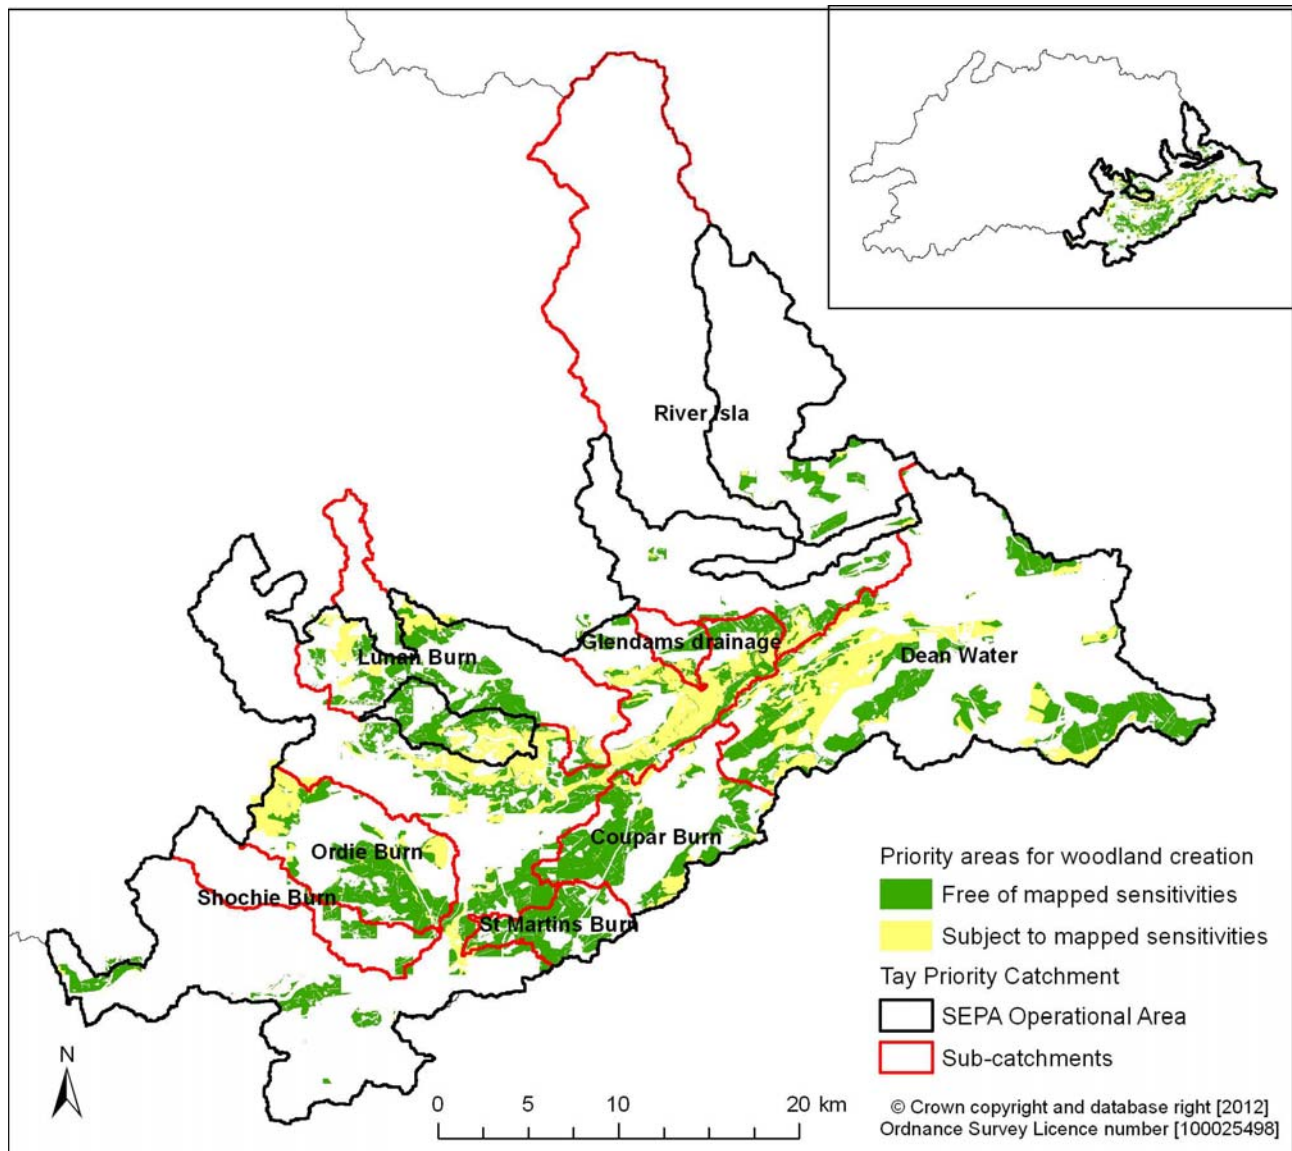 River Isla
Glendams drainage
Lunan Burn
Dean Water
Coupar Burn
Ordie Burn
Shochie Burn
St Martins Burn
Priority areas for woodland creation
Free of mapped sensitivities
Subject to mapped sensitivities
Tay Priority Catchment
SEPA Operational Area
Sub-catchments
N
0 5 10 20 km
© Crown copyright and database right [2012]
Ordnance Survey Licence number [100025498]